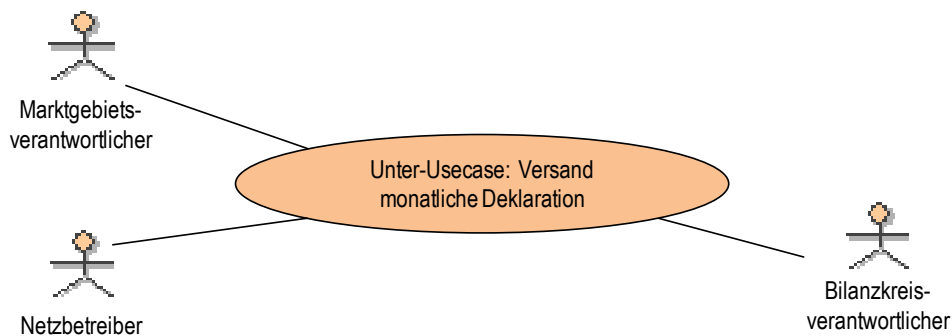 Marktgebiets-
verantwortlicher
Unter-Usecase: Versand
monatliche Deklaration
Netzbetreiber
Bilanzkreis-
verantwortlicher